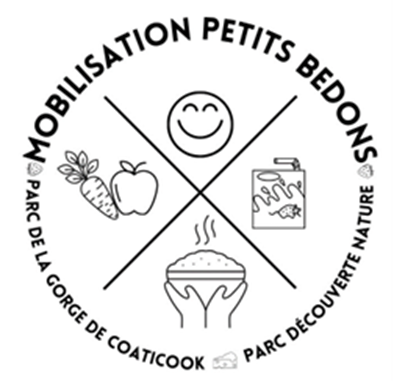 MOBILISATION PETITS BEDONS
PARC DE LA GORGE DE COATICOOK
PARC DÉCOUVERTE NATURE